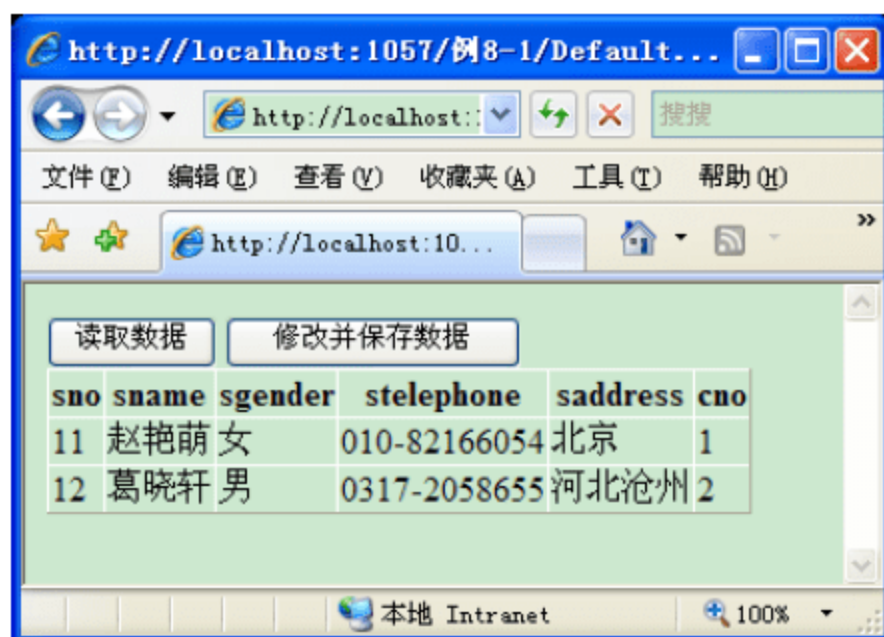 http://localhost:1057/例8-1/Default...
http://localhost:: 搜搜
文件(F) 编辑(E) 查看(V) 收藏夹(A) 工具(T) 帮助(H)
http://localhost:10... »
读取数据 修改并保存数据
sno sname sgender stelephone saddress cno
11 赵艳萌 女 010-82166054 北京 1
12 葛晓轩 男 0317-2058655 河北沧州 2
本地 Intranet 100%